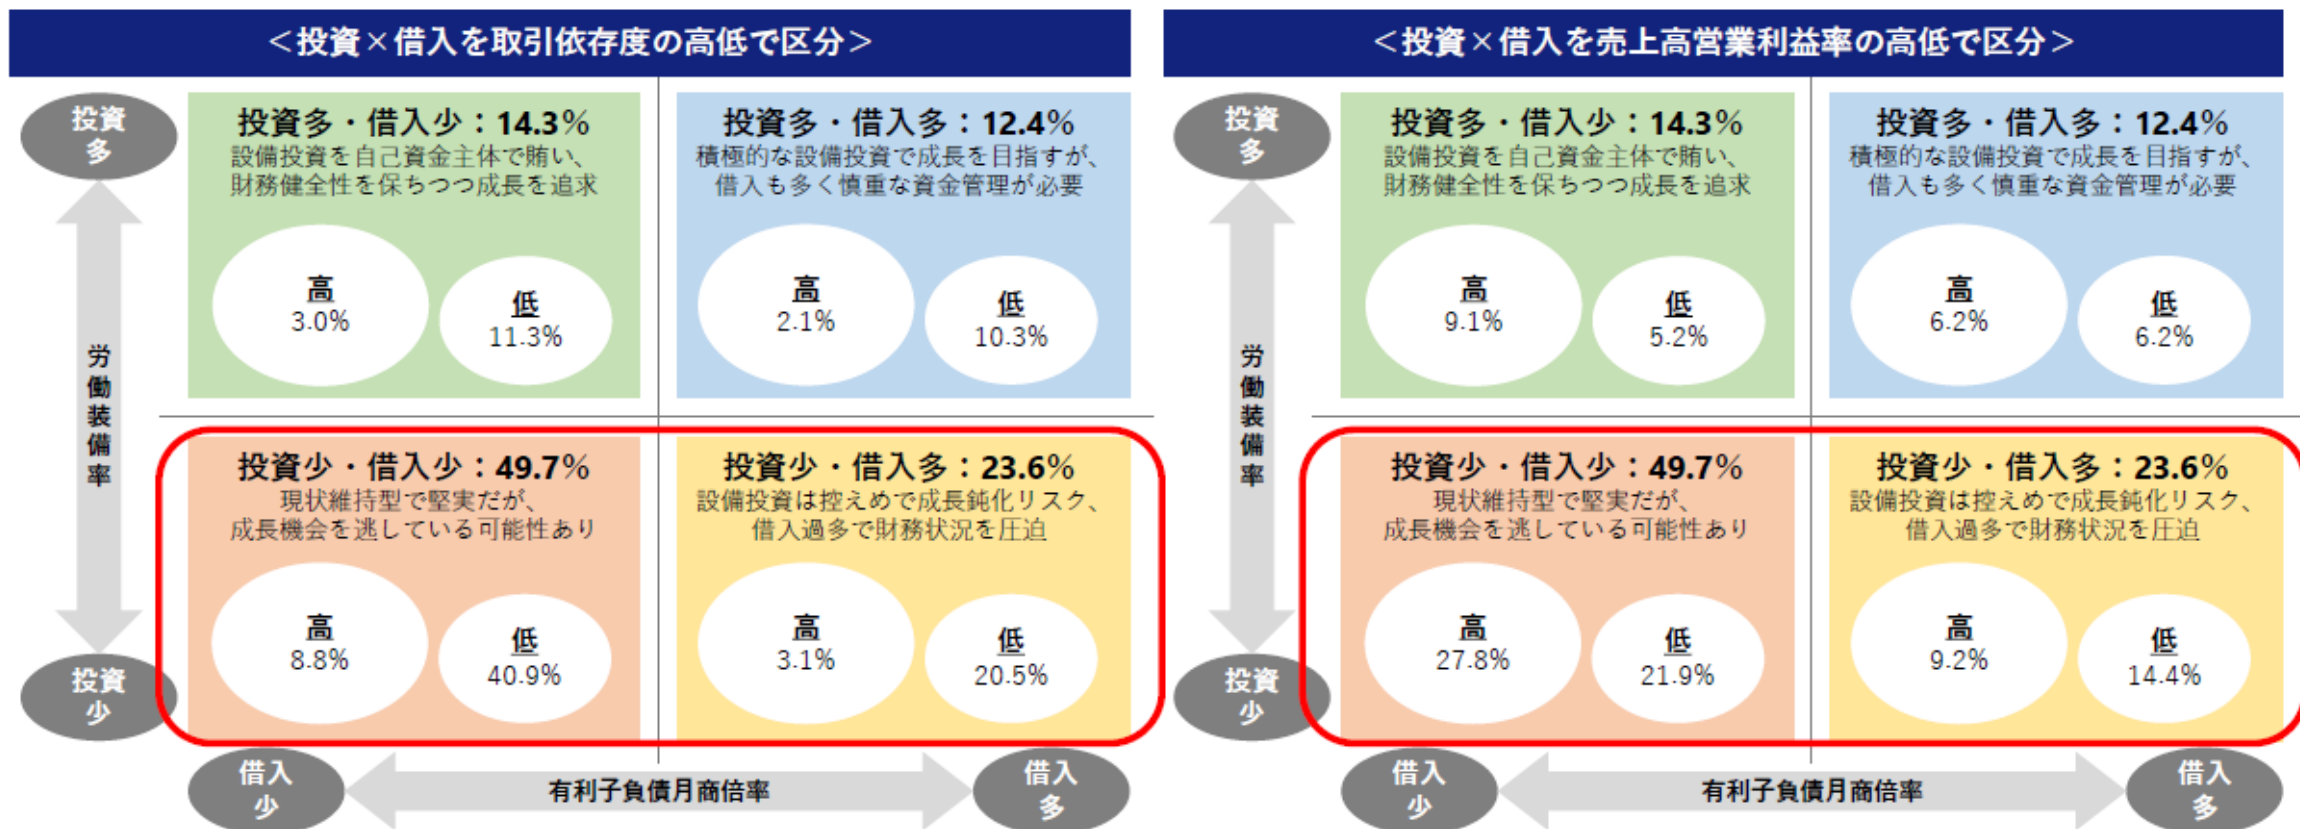 ＜投資×借入を取引依存度の高低で区分＞
投資
多
労働装備率
投資
少
投資多・借入少：14.3%
設備投資を自己資金主体で賄い、
財務健全性を保ちつつ成長を追求
高
3.0%
低
11.3%
投資多・借入多：12.4%
積極的な設備投資で成長を目指すが、
借入も多く慎重な資金管理が必要
高
2.1%
低
10.3%
投資少・借入少：49.7%
現状維持型で堅実だが、
成長機会を逃している可能性あり
高
8.8%
低
40.9%
投資少・借入多：23.6%
設備投資は控えめで成長鈍化リスク、
借入過多で財務状況を圧迫
高
3.1%
低
20.5%
借入
少
有利子負債月商倍率
借入
多
＜投資×借入を売上高営業利益率の高低で区分＞
投資
多
労働装備率
投資
少
投資多・借入少：14.3%
設備投資を自己資金主体で賄い、
財務健全性を保ちつつ成長を追求
高
9.1%
低
5.2%
投資多・借入多：12.4%
積極的な設備投資で成長を目指すが、
借入も多く慎重な資金管理が必要
高
6.2%
低
6.2%
投資少・借入少：49.7%
現状維持型で堅実だが、
成長機会を逃している可能性あり
高
27.8%
低
21.9%
投資少・借入多：23.6%
設備投資は控えめで成長鈍化リスク、
借入過多で財務状況を圧迫
高
9.2%
低
14.4%
借入
少
有利子負債月商倍率
借入
多